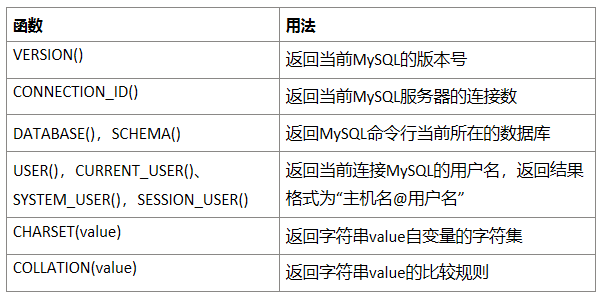 函数 用法
VERSION() 返回当前MySQL的版本号
CONNECTION_ID() 返回当前MySQL服务器的连接数
DATABASE()，SCHEMA() 返回MySQL命令行当前所在的数据库
USER()，CURRENT_USER()、
SYSTEM_USER()，SESSION_USER()
返回当前连接MySQL的用户名，返回结果
格式为“主机名@用户名”
CHARSET(value) 返回字符串value自变量的字符集
COLLATION(value) 返回字符串value的比较规则